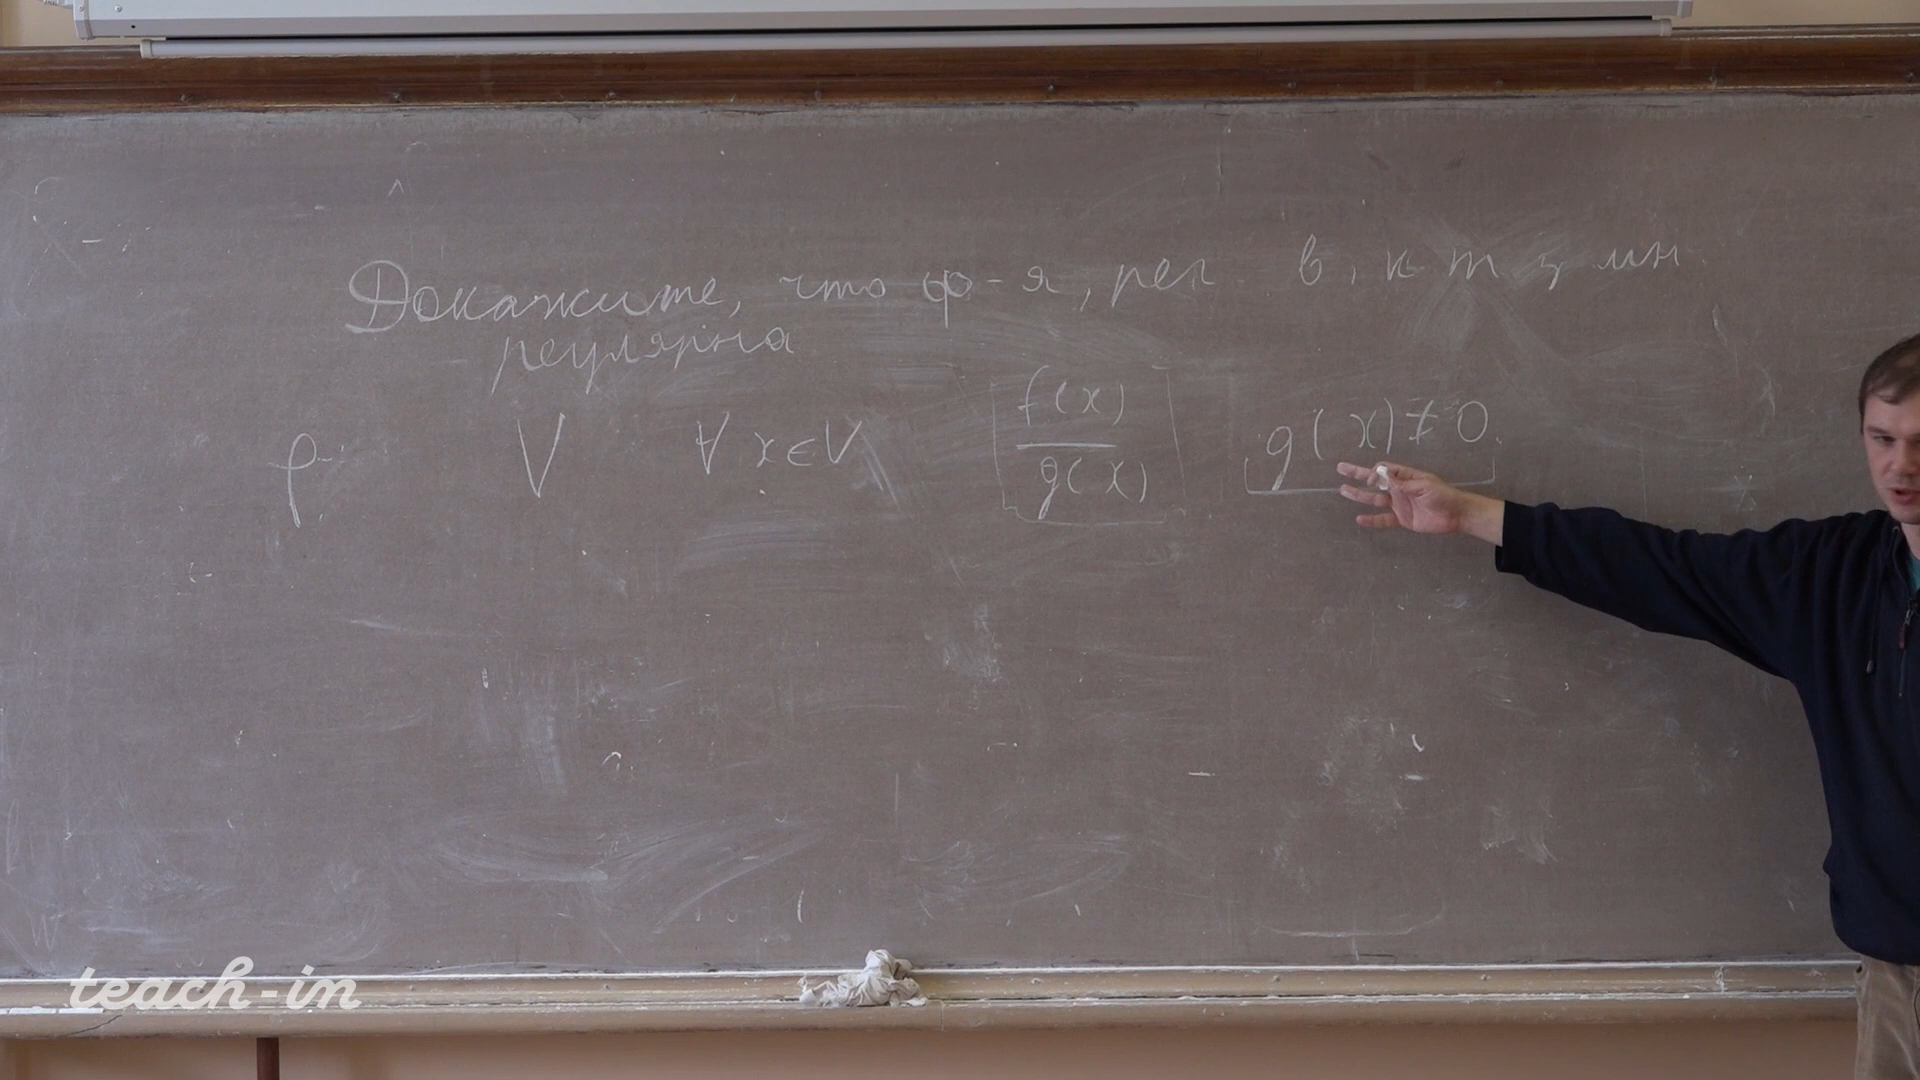 Докажите, что ф-я, рег в, к т з мн.
регулярна
φ V ∀ x ∈ V f(x)/g(x) g(x) ≠ 0
teach-in